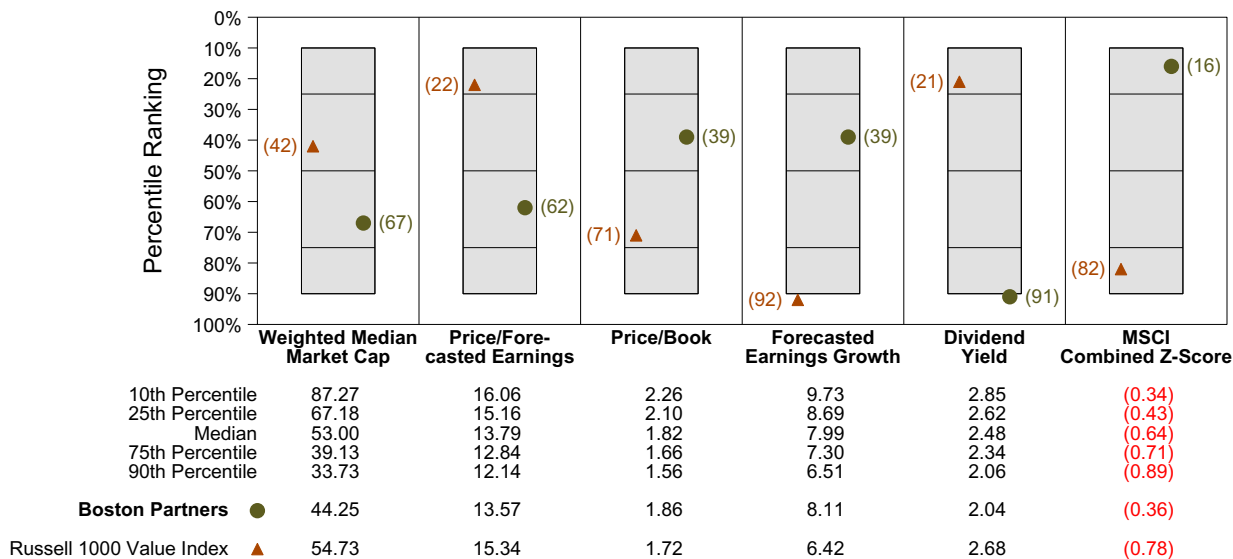 Percentile Ranking
0%
10%
20%
30%
40%
50%
60%
70%
80%
90%
100%
(42)
(67)
(22)
(62)
(71)
(39)
(92)
(39)
(21)
(91)
(82)
(16)
Weighted Median
Market Cap
Price/Fore-
casted Earnings
Price/Book
Forecasted
Earnings Growth
Dividend
Yield
MSCI
Combined Z-Score
10th Percentile 87.27 16.06 2.26 9.73 2.85 (0.34)
25th Percentile 67.18 15.16 2.10 8.69 2.62 (0.43)
Median 53.00 13.79 1.82 7.99 2.48 (0.64)
75th Percentile 39.13 12.84 1.66 7.30 2.34 (0.71)
90th Percentile 33.73 12.14 1.56 6.51 2.06 (0.89)
Boston Partners 44.25 13.57 1.86 8.11 2.04 (0.36)
Russell 1000 Value Index 54.73 15.34 1.72 6.42 2.68 (0.78)